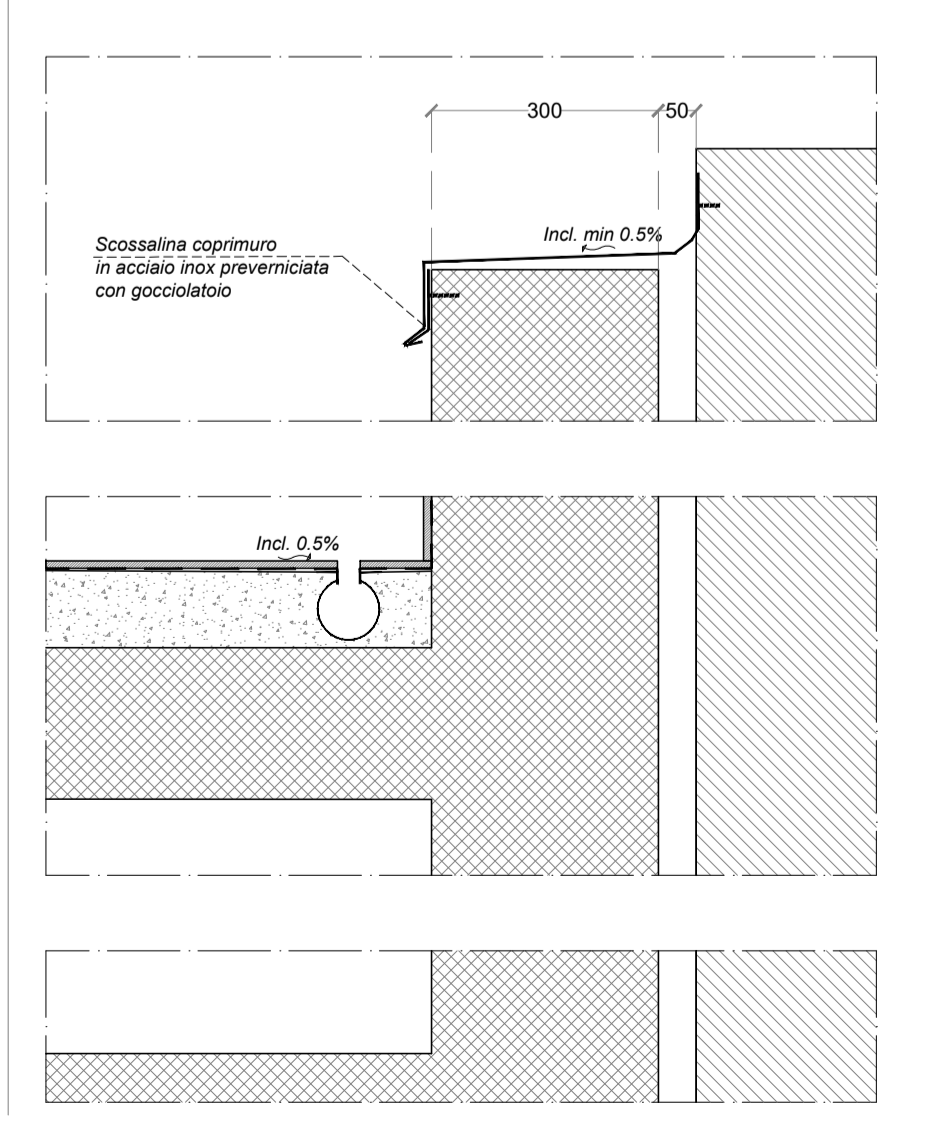 300
50
Incl. min 0.5%
Scossalina coprimuro
in acciaio inox preverniciata
con gocciolatoio
Incl. 0.5%